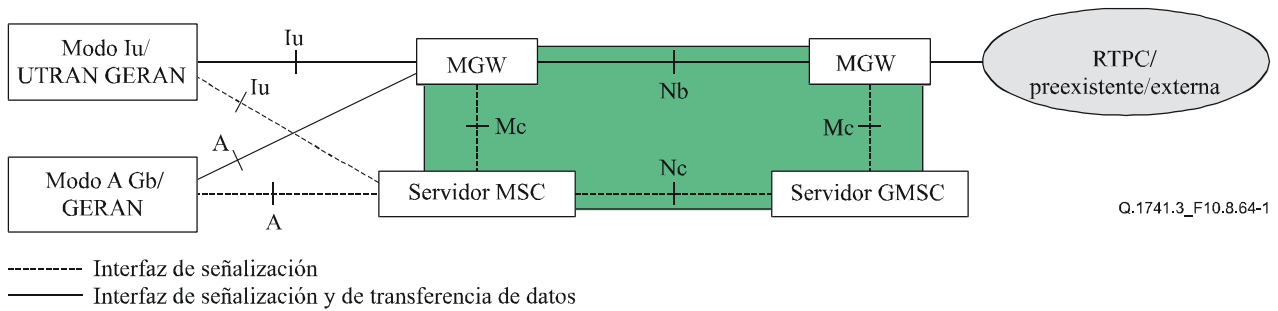 Modo Iu/
UTRAN GERAN
Iu
MGW
Nb
MGW
RTPC/
preexistente/externa
Iu
A
Mc
Mc
Modo A Gb/
GERAN
A
Servidor MSC
Nc
Servidor GMSC
Q.1741.3_F10.8.64-1
Interfaz de señalización
Interfaz de señalización y de transferencia de datos